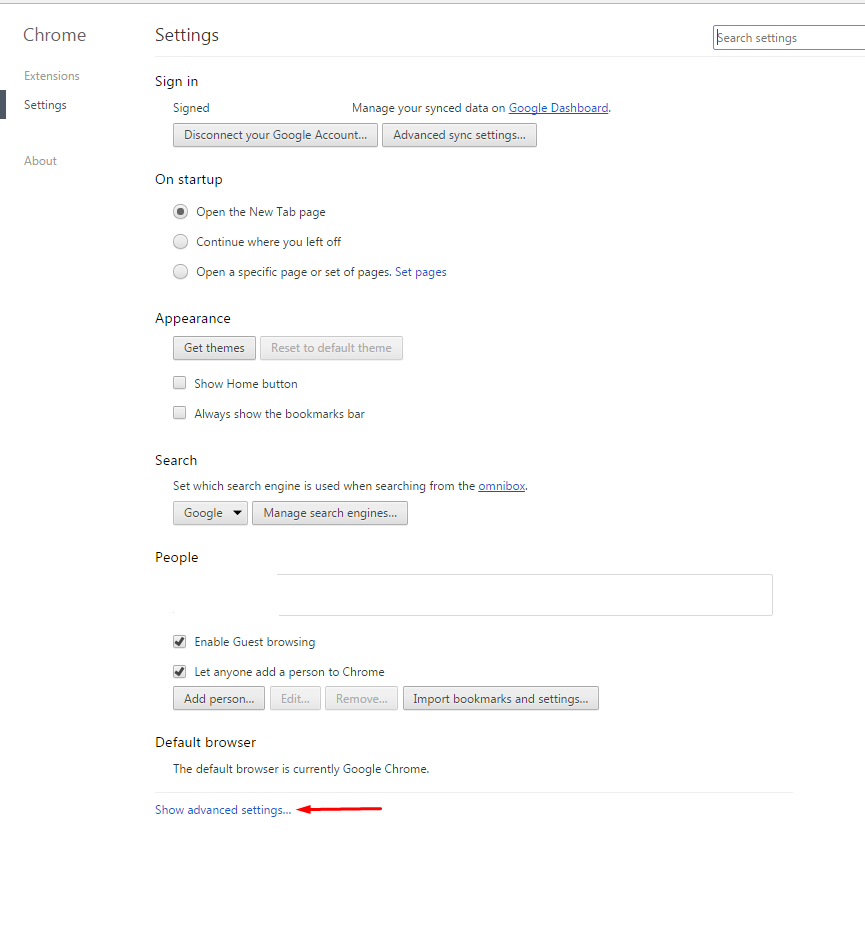 Chrome
Settings
Search settings
Extensions
Settings
About
Sign in
Signed
Manage your synced data on Google Dashboard.
Disconnect your Google Account... Advanced sync settings...
On startup
Open the New Tab page
Continue where you left off
Open a specific page or set of pages. Set pages
Appearance
Get themes Reset to default theme
Show Home button
Always show the bookmarks bar
Search
Set which search engine is used when searching from the omnibox.
Google Manage search engines...
People
Enable Guest browsing
Let anyone add a person to Chrome
Add person... Edit... Remove... Import bookmarks and settings...
Default browser
The default browser is currently Google Chrome.
Show advanced settings...